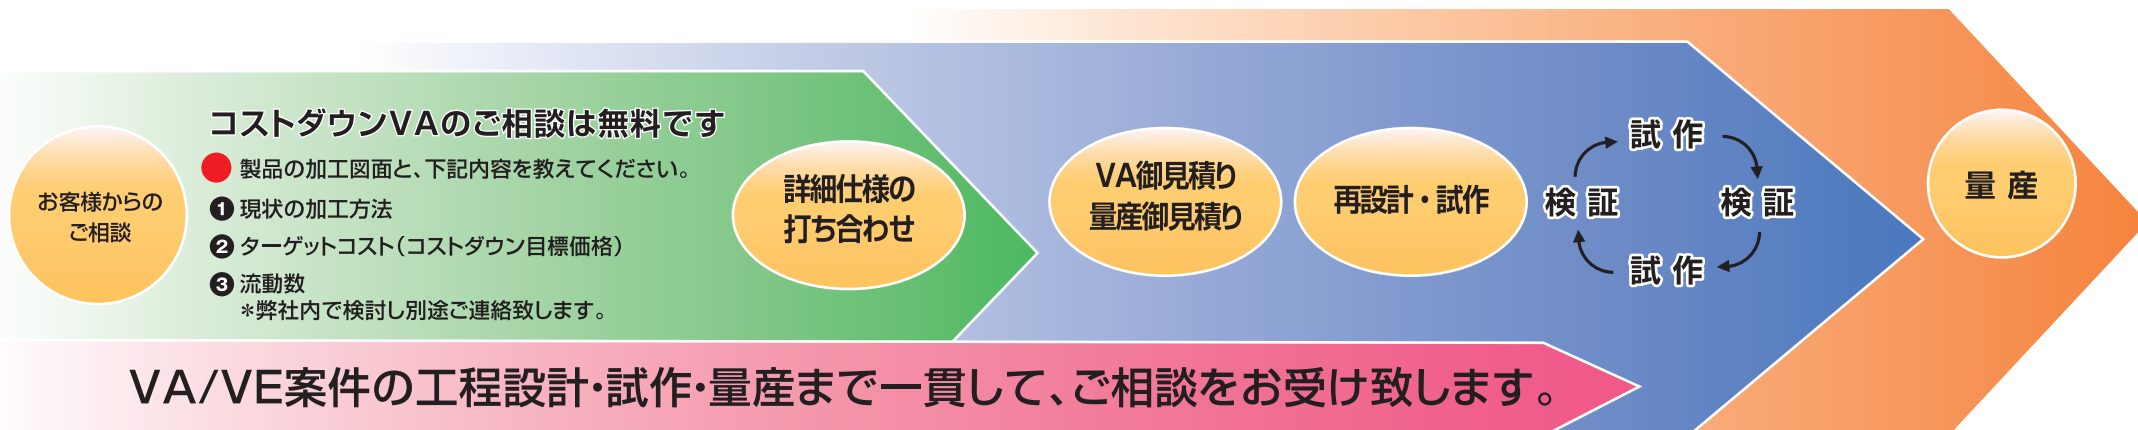 お客様からの
ご相談
コストダウンVAのご相談は無料です
製品の加工図面と、下記内容を教えてください。
❶ 現状の加工方法
❷ ターゲットコスト（コストダウン目標価格）
❸ 流動数
＊弊社内で検討し別途ご連絡致します。
詳細仕様の
打ち合わせ
VA御見積り
量産御見積り
再設計・試作
試作
検証
検証
試作
量産
VA/VE案件の工程設計・試作・量産まで一貫して、ご相談をお受け致します。